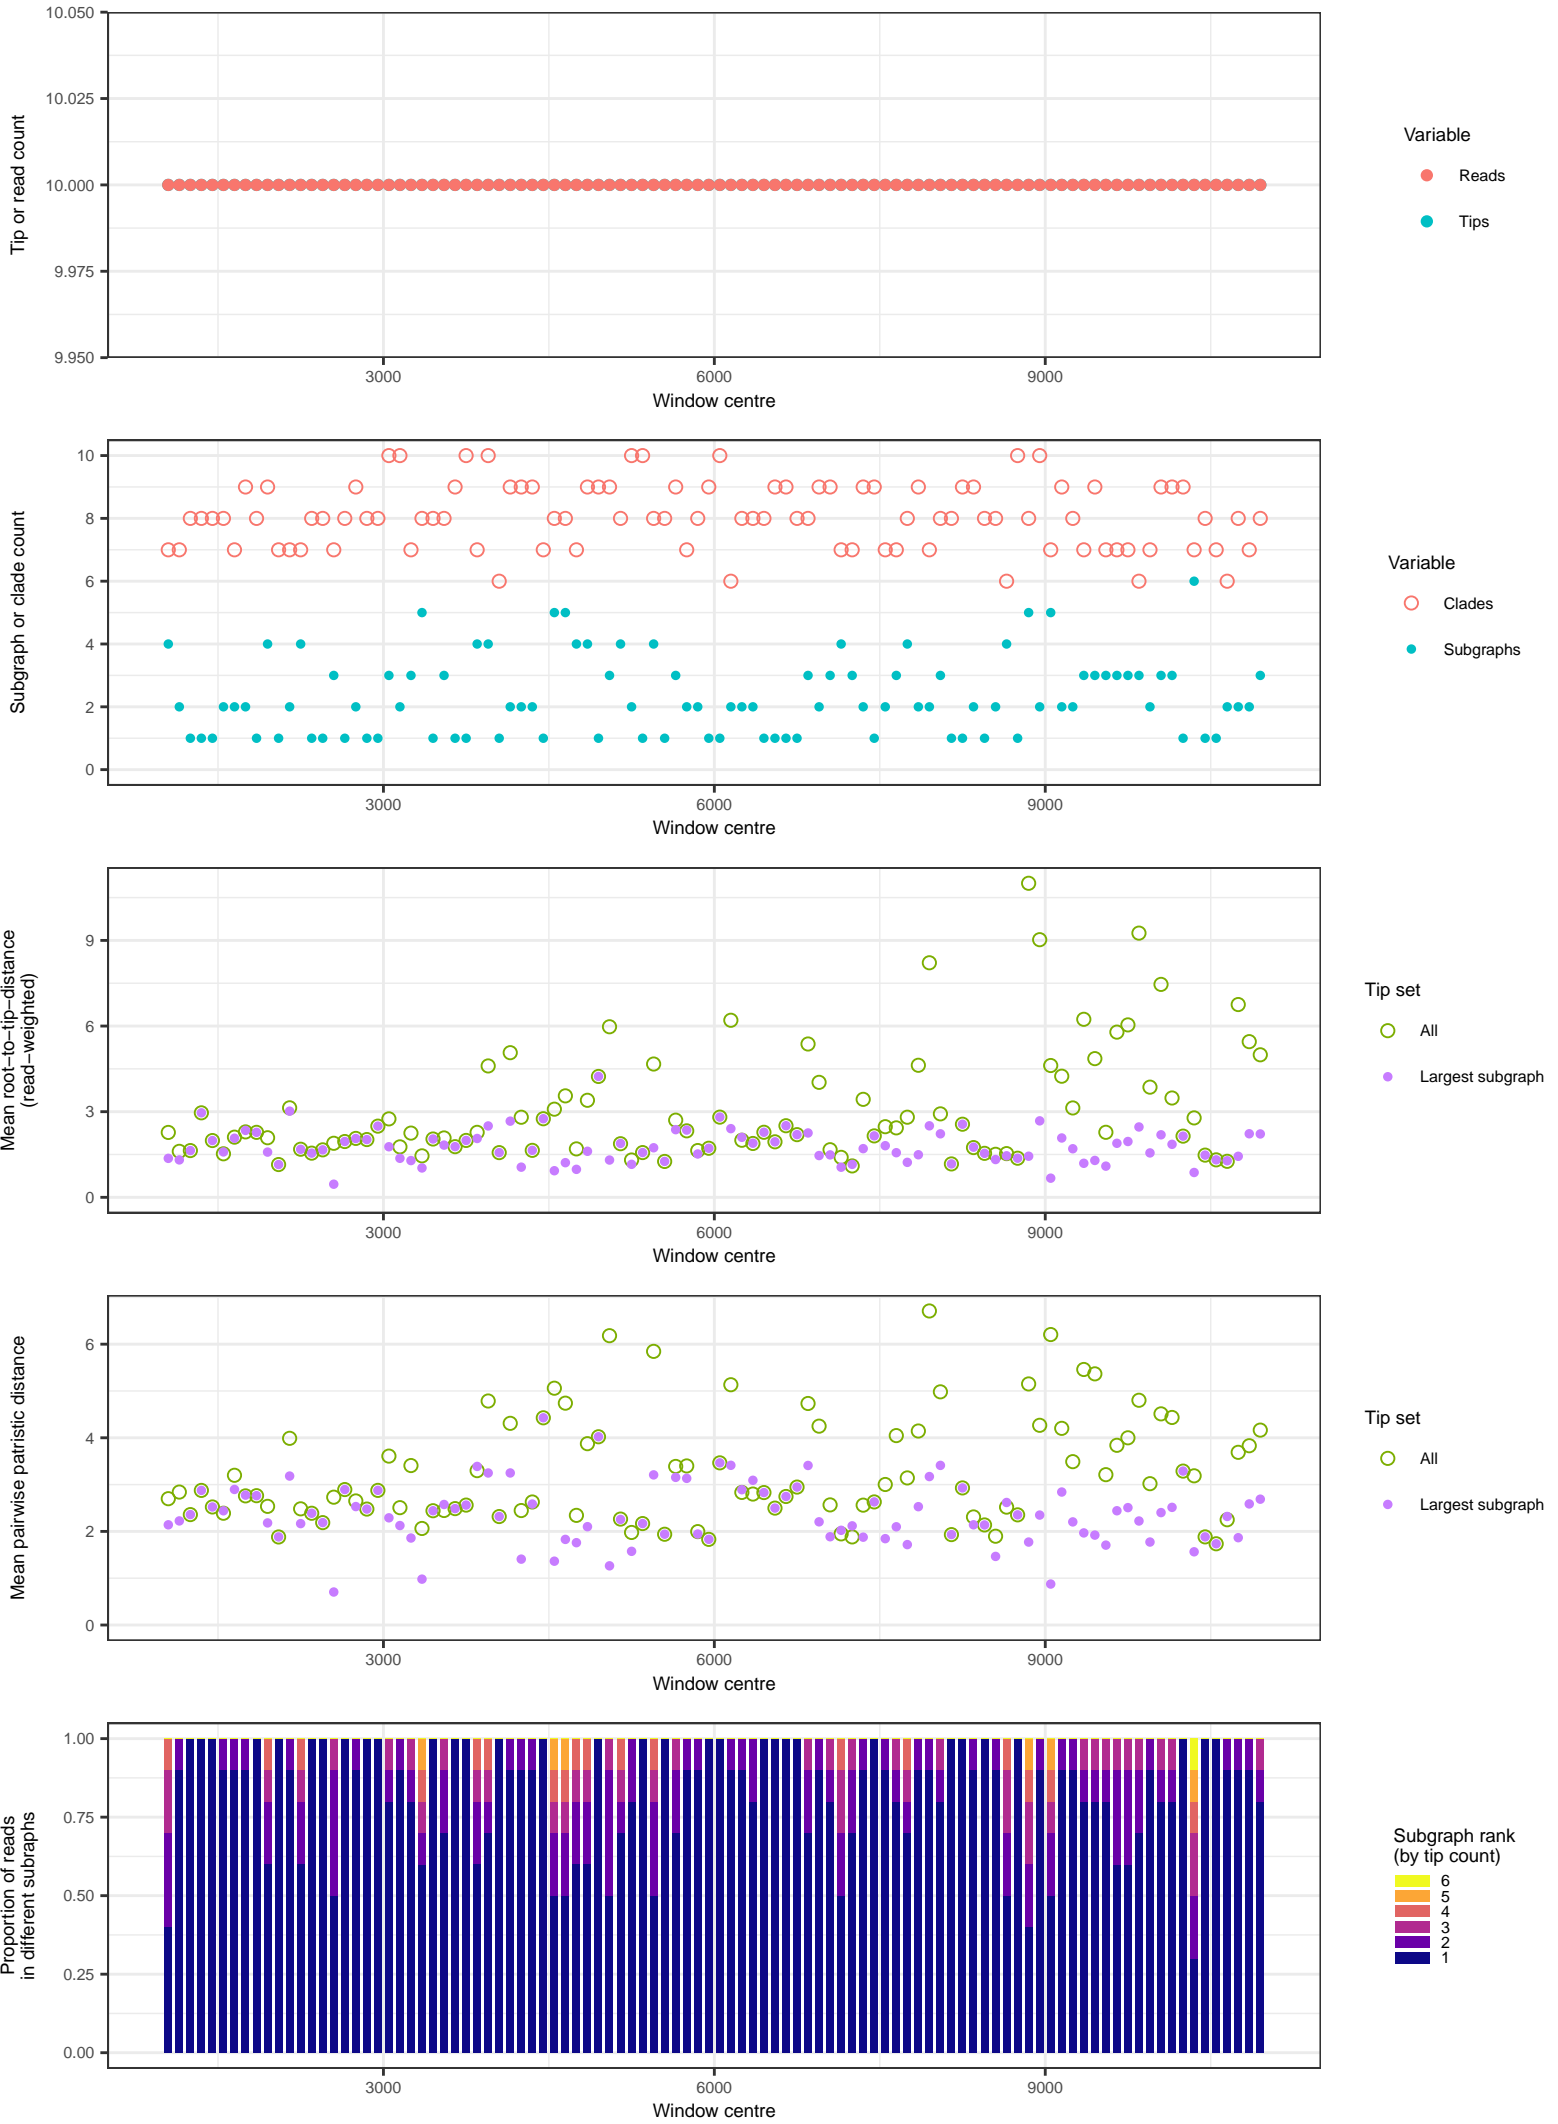 10.050
10.025
10.000
9.975
9.950
Tip or read count
3000
6000
9000
Window centre
Variable
Reads
Tips
10
8
6
4
2
0
Subgraph or clade count
3000
6000
9000
Window centre
Variable
Clades
Subgraphs
9
6
3
0
Mean root−to−tip−distance
(read−weighted)
3000
6000
9000
Window centre
Tip set
All
Largest subgraph
6
4
2
0
Mean pairwise patristic distance
3000
6000
9000
Window centre
Tip set
All
Largest subgraph
1.00
0.75
0.50
0.25
0.00
Proportion of reads
in different subraphs
3000
6000
9000
Window centre
Subgraph rank
(by tip count)
6
5
4
3
2
1